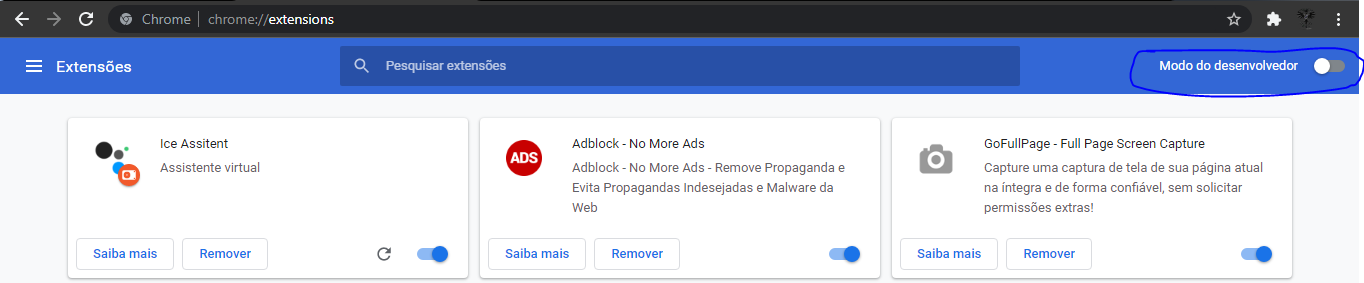 Chrome | chrome://extensions
Extensões
Pesquisar extensões
Modo do desenvolvedor
Ice Assitent
Assistente virtual
Saiba mais
Remover
ADS
Adblock - No More Ads
Adblock - No More Ads - Remove Propaganda e
Evita Propagandas Indesejadas e Malware da
Web
Saiba mais
Remover
GoFullPage - Full Page Screen Capture
Capture uma captura de tela de sua página atual
na íntegra e de forma confiável, sem solicitar
permissões extras!
Saiba mais
Remover